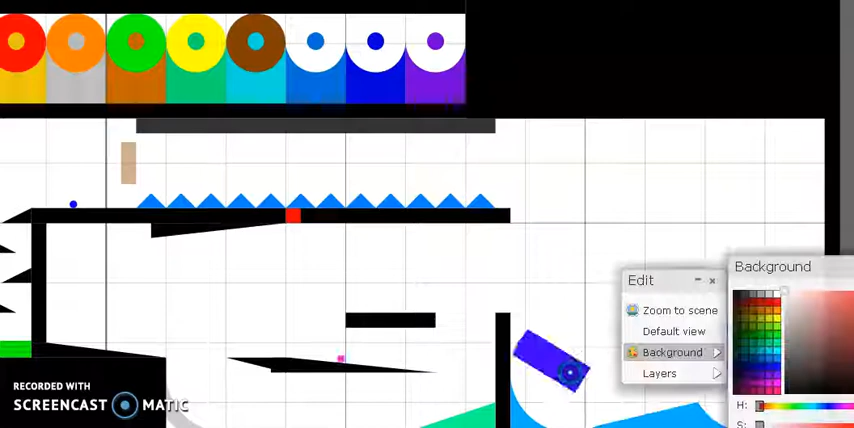 Background
Edit
Zoom to scene
Default view
Background
Layers
H:
S:
RECORDED WITH
SCREENCAST MATIC